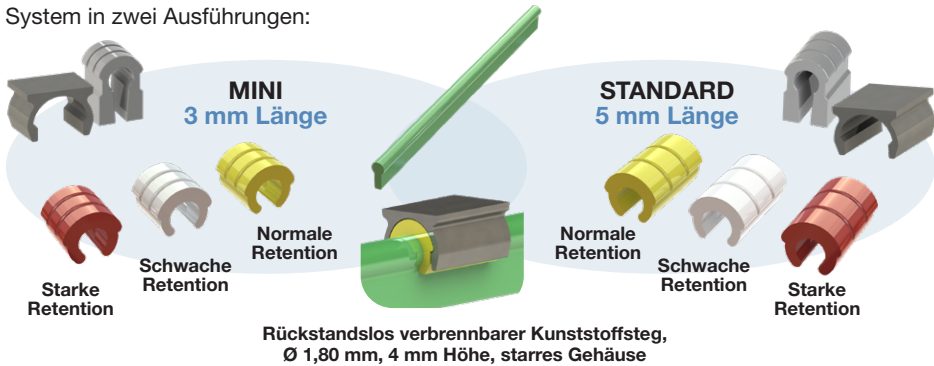 System in zwei Ausführungen:
MINI
3 mm Länge
STANDARD
5 mm Länge
Starke
Retention
Schwache
Retention
Normale
Retention
Normale
Retention
Schwache
Retention
Starke
Retention
Rückstandslos verbrennbarer Kunststoffsteg,
Ø 1,80 mm, 4 mm Höhe, starres Gehäuse